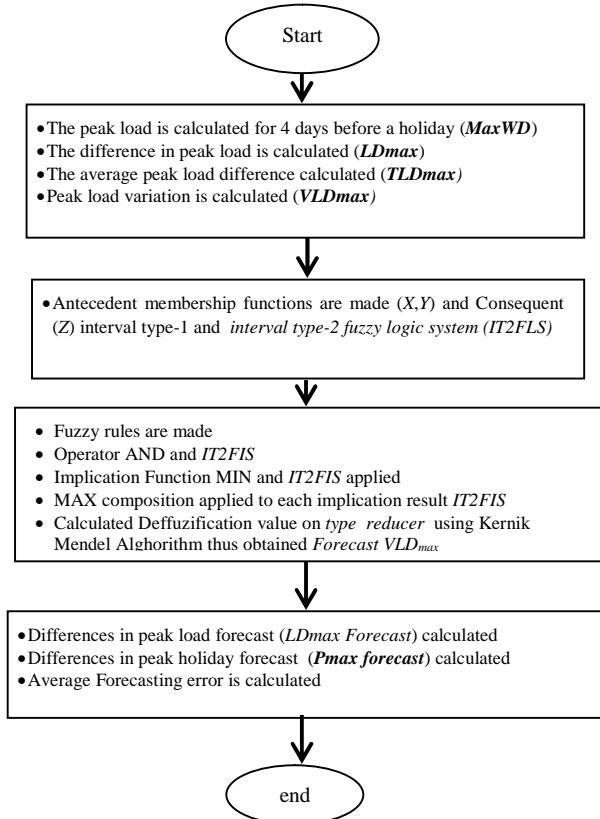 Start
•The peak load is calculated for 4 days before a holiday (MaxWD)
•The difference in peak load is calculated (LDmax)
•The average peak load difference calculated (TLDmax)
•Peak load variation is calculated (VLDmax)
•Antecedent membership functions are made (X,Y) and Consequent
(Z) interval type-1 and interval type-2 fuzzy logic system (IT2FLS)
• Fuzzy rules are made
• Operator AND and IT2FIS
• Implication Function MIN and IT2FIS applied
• MAX composition applied to each implication result IT2FIS
• Calculated Deffuzification value on type reducer using Kernik
Mendel Alghorithm thus obtained Forecast VLDmax
•Differences in peak load forecast (LDmax Forecast) calculated
•Differences in peak holiday forecast (Pmax forecast) calculated
•Average Forecasting error is calculated
end